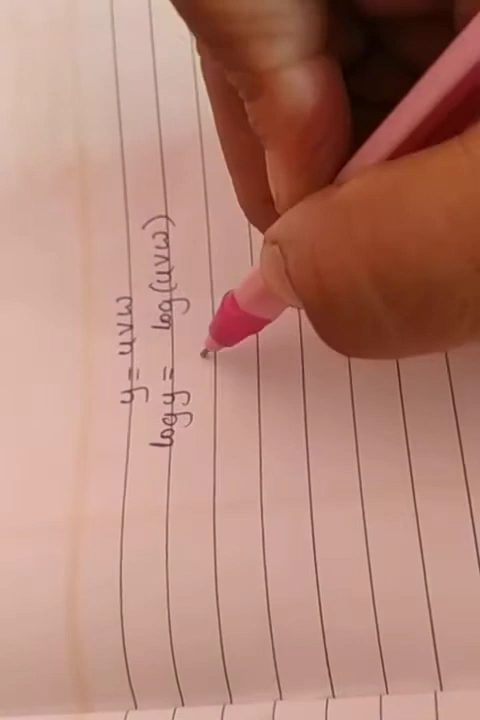 y = uvw
log y = log(uvw)